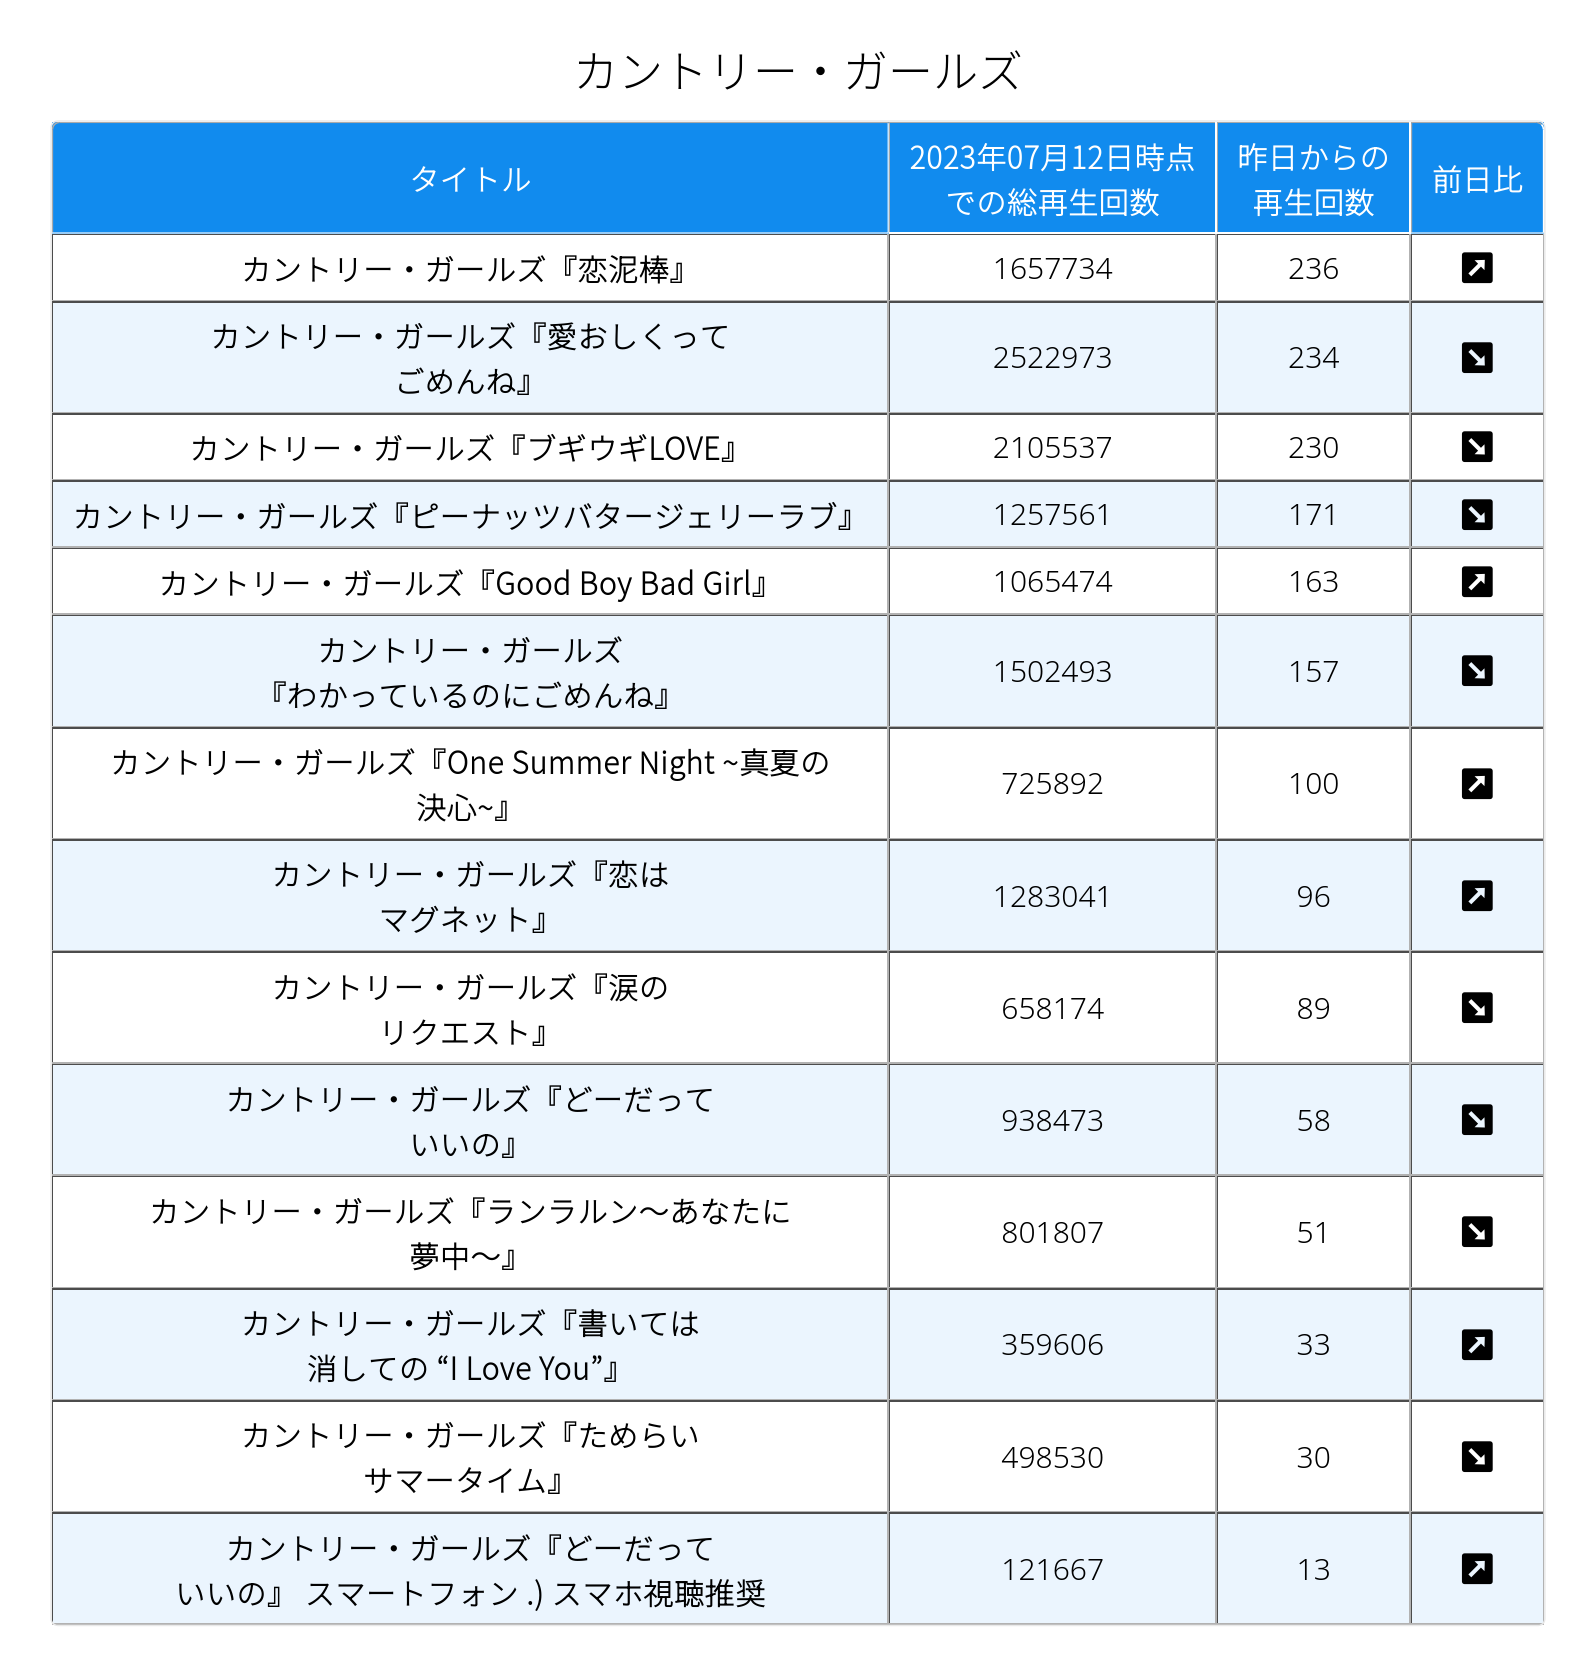 カントリー・ガールズ
タイトル
2023年07月12日時点
での総再生回数
昨日からの
再生回数
前日比
カントリー・ガールズ『恋泥棒』
1657734
236
カントリー・ガールズ『愛おしくって
ごめんね』
2522973
234
カントリー・ガールズ『ブギウギLOVE』
2105537
230
カントリー・ガールズ『ピーナッツバタージェリーラブ』
1257561
171
カントリー・ガールズ『Good Boy Bad Girl』
1065474
163
カントリー・ガールズ
『わかっているのにごめんね』
1502493
157
カントリー・ガールズ『One Summer Night ~真夏の
決心~』
725892
100
カントリー・ガールズ『恋は
マグネット』
1283041
96
カントリー・ガールズ『涙の
リクエスト』
658174
89
カントリー・ガールズ『どーだって
いいの』
938473
58
カントリー・ガールズ『ランラルン～あなたに
夢中～』
801807
51
カントリー・ガールズ『書いては
消しての “I Love You”』
359606
33
カントリー・ガールズ『ためらい
サマータイム』
498530
30
カントリー・ガールズ『どーだって
いいの』 スマートフォン .) スマホ視聴推奨
121667
13